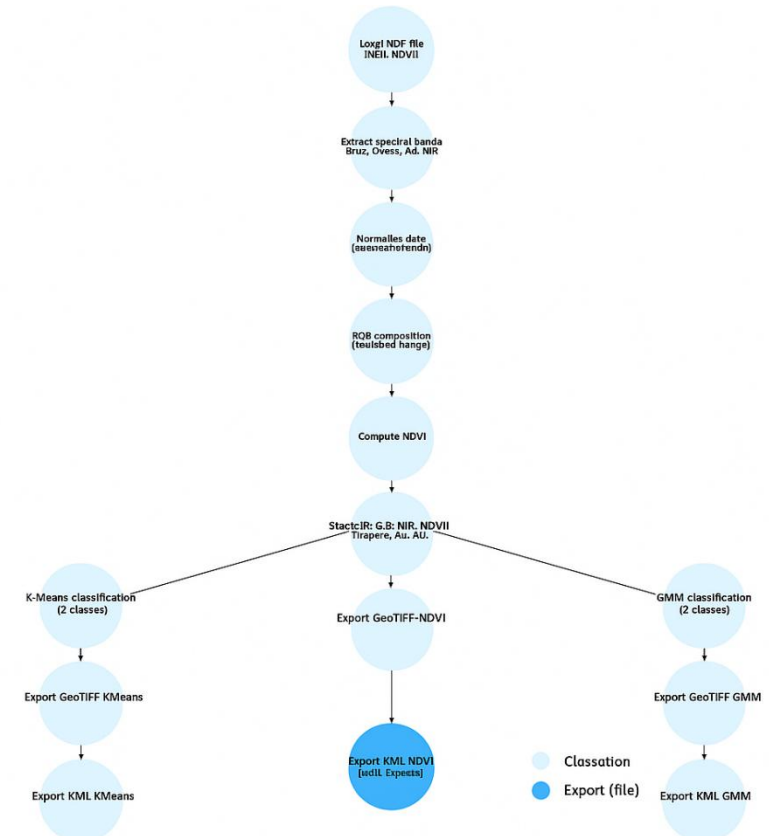 Loxgl NDF file
INEII. NDVII
Extract speciral banda
Bruz, Ovess, Ad. NIR
Normalles date
RQB composition
(teulsbed hange)
Compute NDVI
StactcIR: G.B: NIR. NDVII
Tirapere, Au. AU.
K-Means classification
(2 classes)
Export GeoTIFF-NDVI
GMM classification
(2 classes)
Export GeoTIFF KMeans
Export GeoTIFF GMM
Export KML NDVI
Classation
Export (file)
Export KML KMeans
Export KML GMM